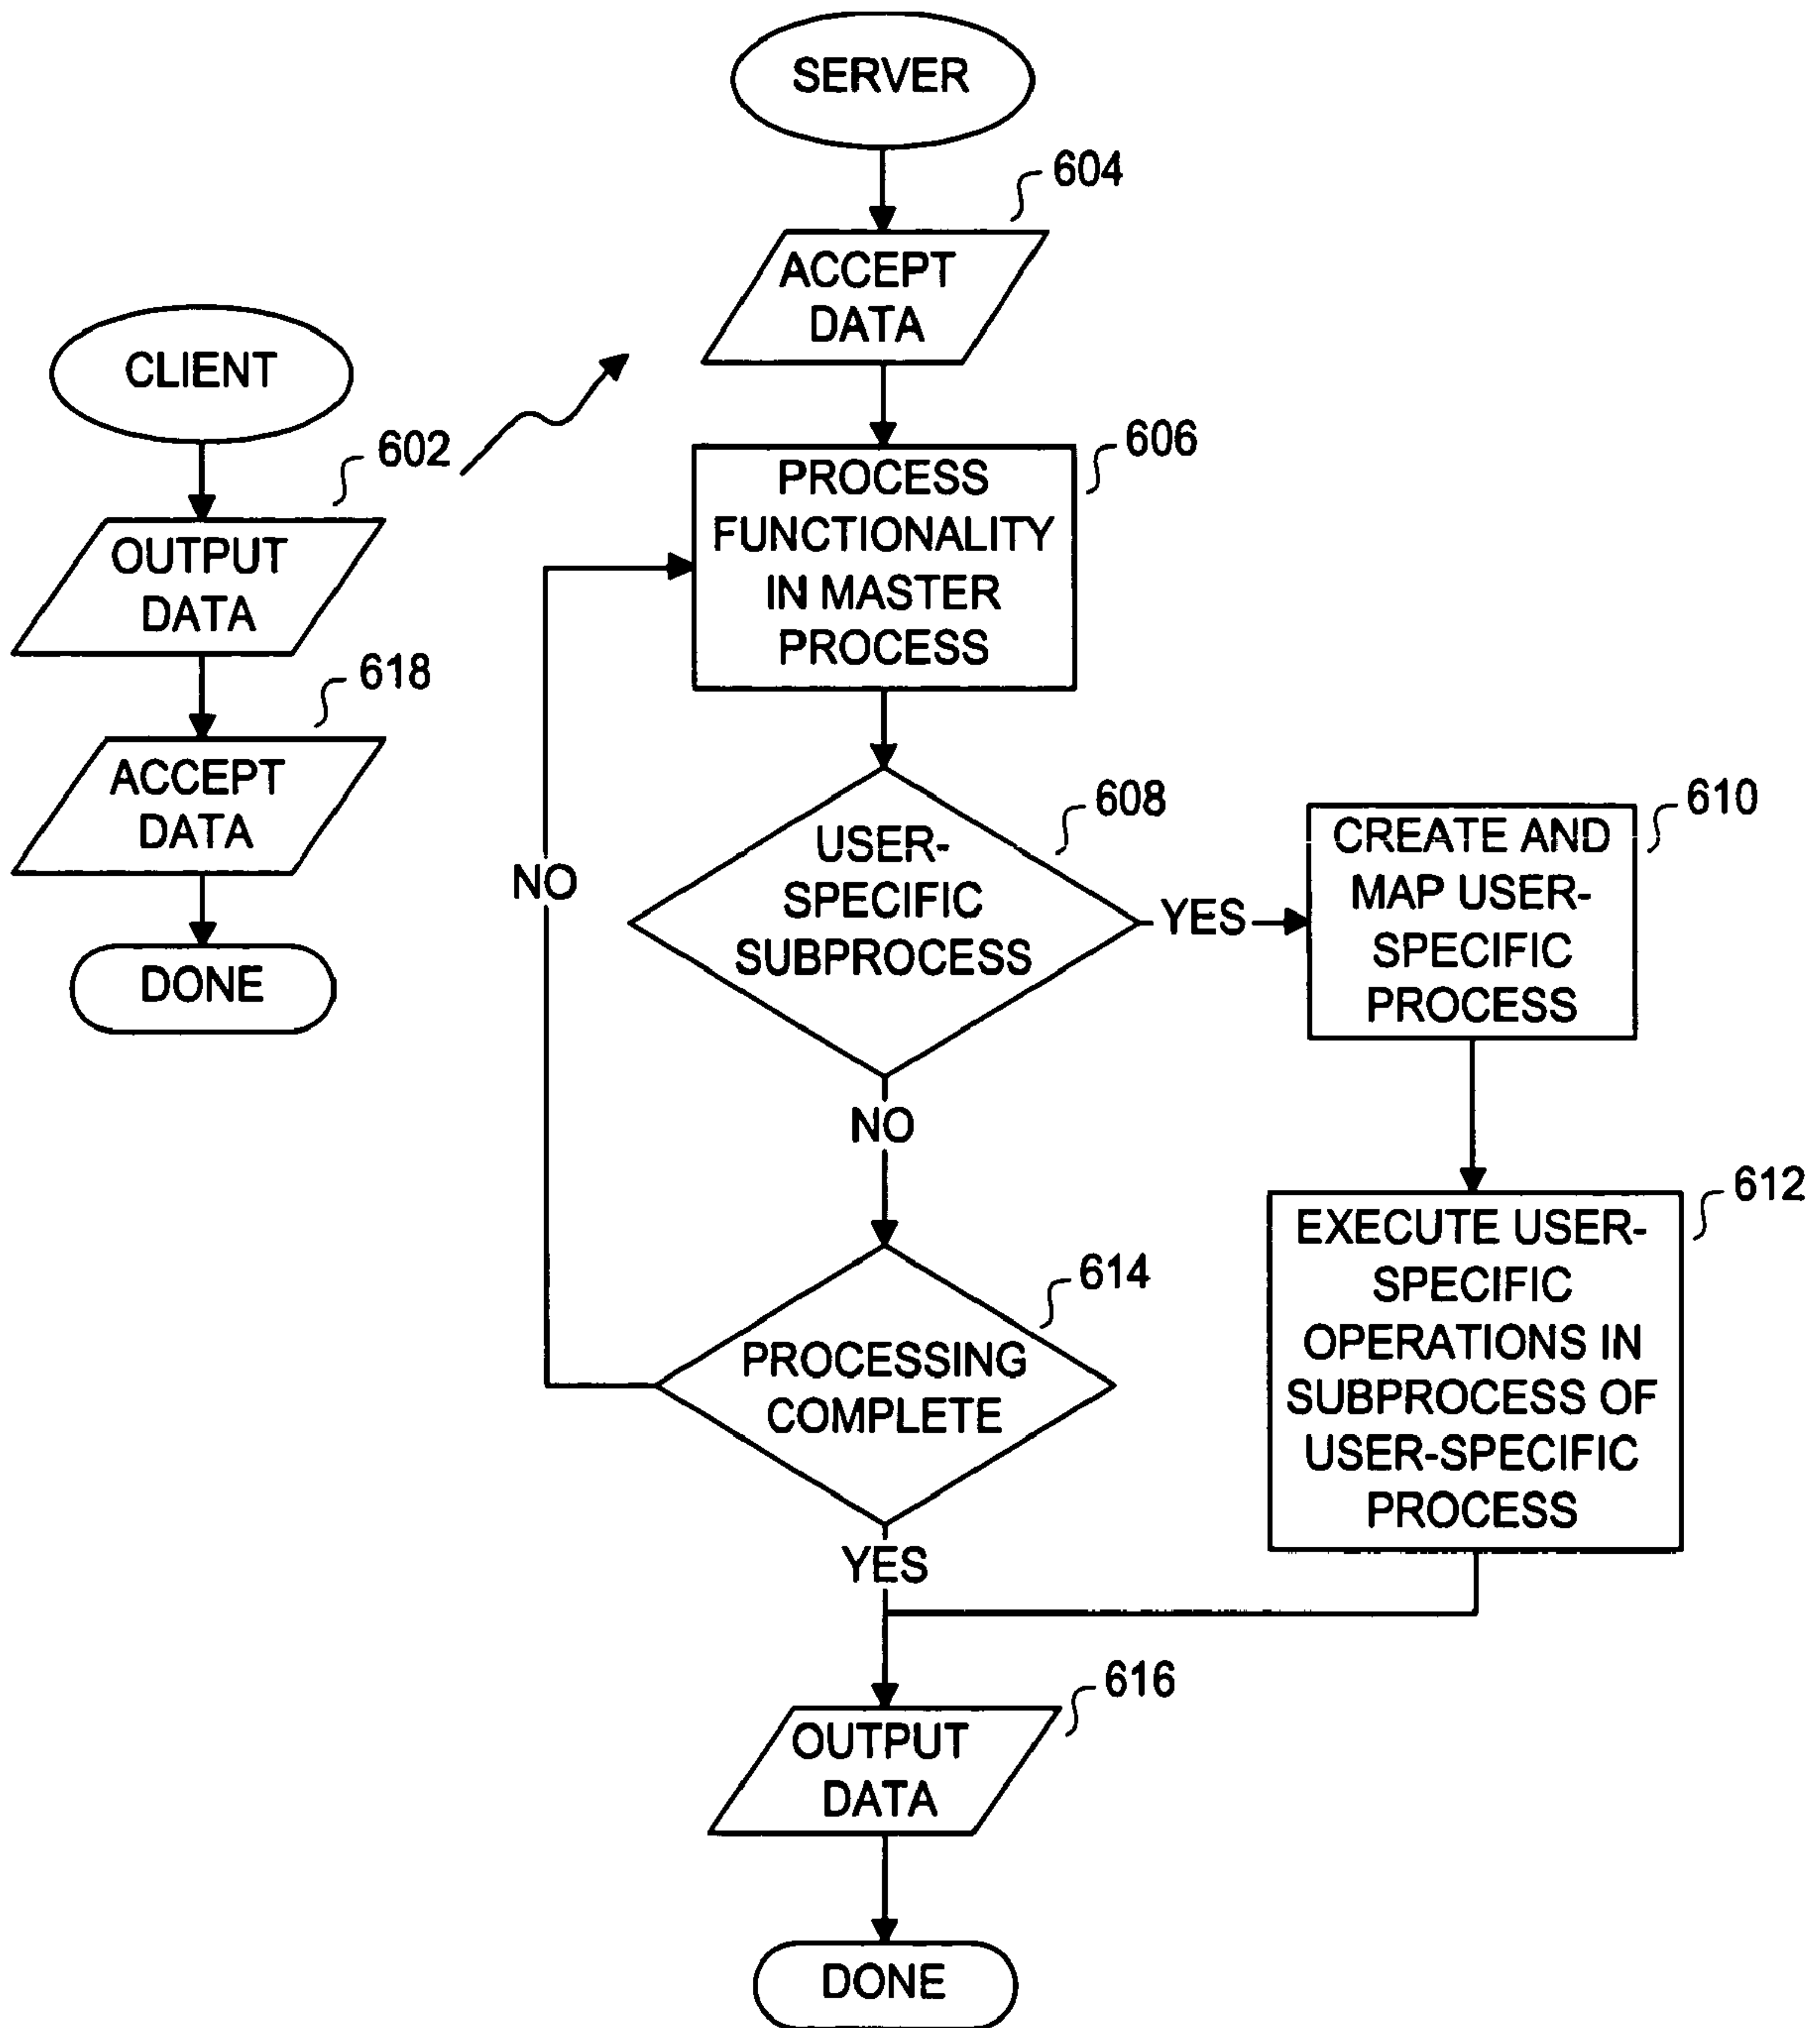 SERVER
604
ACCEPT
DATA
CLIENT
602
OUTPUT
DATA
618
ACCEPT
DATA
DONE
606
PROCESS
FUNCTIONALITY
IN MASTER
PROCESS
608
USER-
SPECIFIC
SUBPROCESS
NO
YES
610
CREATE AND
MAP USER-
SPECIFIC
PROCESS
NO
612
EXECUTE USER-
SPECIFIC
OPERATIONS IN
SUBPROCESS OF
USER-SPECIFIC
PROCESS
614
PROCESSING
COMPLETE
YES
616
OUTPUT
DATA
DONE